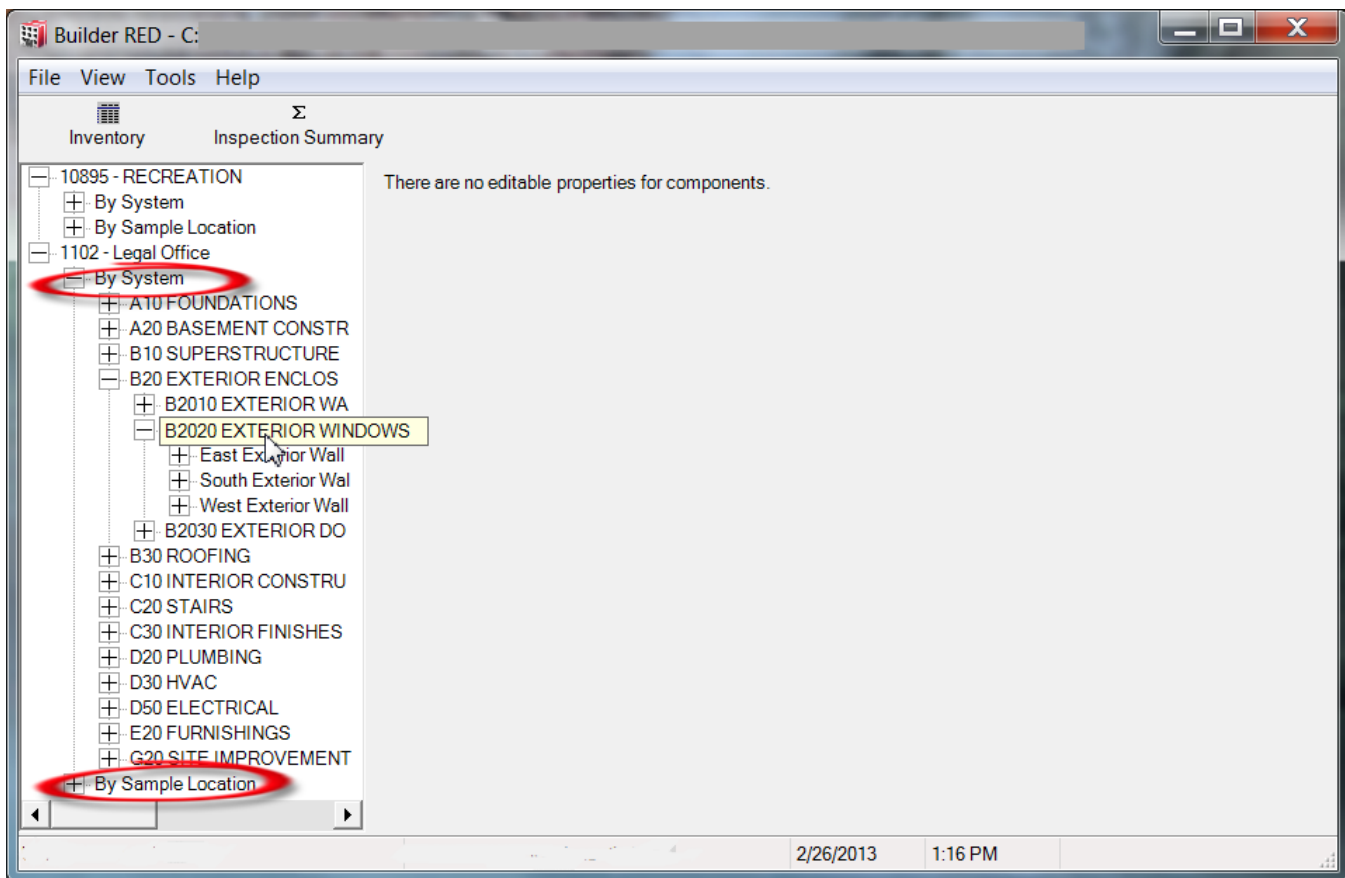 Builder RED - C:
File View Tools Help
Inventory
Σ
Inspection Summary
10895 - RECREATION
By System
By Sample Location
1102 - Legal Office
By System
A10 FOUNDATIONS
A20 BASEMENT CONSTR
B10 SUPERSTRUCTURE
B20 EXTERIOR ENCLOS
B2010 EXTERIOR WA
B2020 EXTERIOR WINDOWS
East Exterior Wall
South Exterior Wal
West Exterior Wall
B2030 EXTERIOR DO
B30 ROOFING
C10 INTERIOR CONSTRU
C20 STAIRS
C30 INTERIOR FINISHES
D20 PLUMBING
D30 HVAC
D50 ELECTRICAL
E20 FURNISHINGS
G20 SITE IMPROVEMENT
By Sample Location
There are no editable properties for components.
2/26/2013 1:16 PM